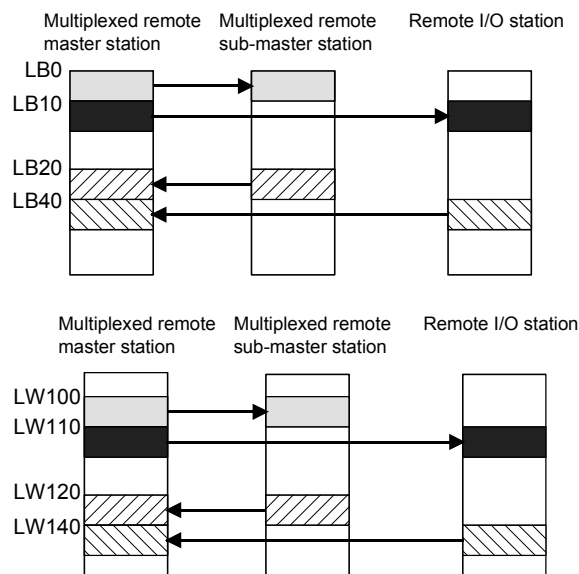 Multiplexed remote master station
Multiplexed remote sub-master station
Remote I/O station
LB0
LB10
LB20
LB40
Multiplexed remote master station
Multiplexed remote sub-master station
Remote I/O station
LW100
LW110
LW120
LW140